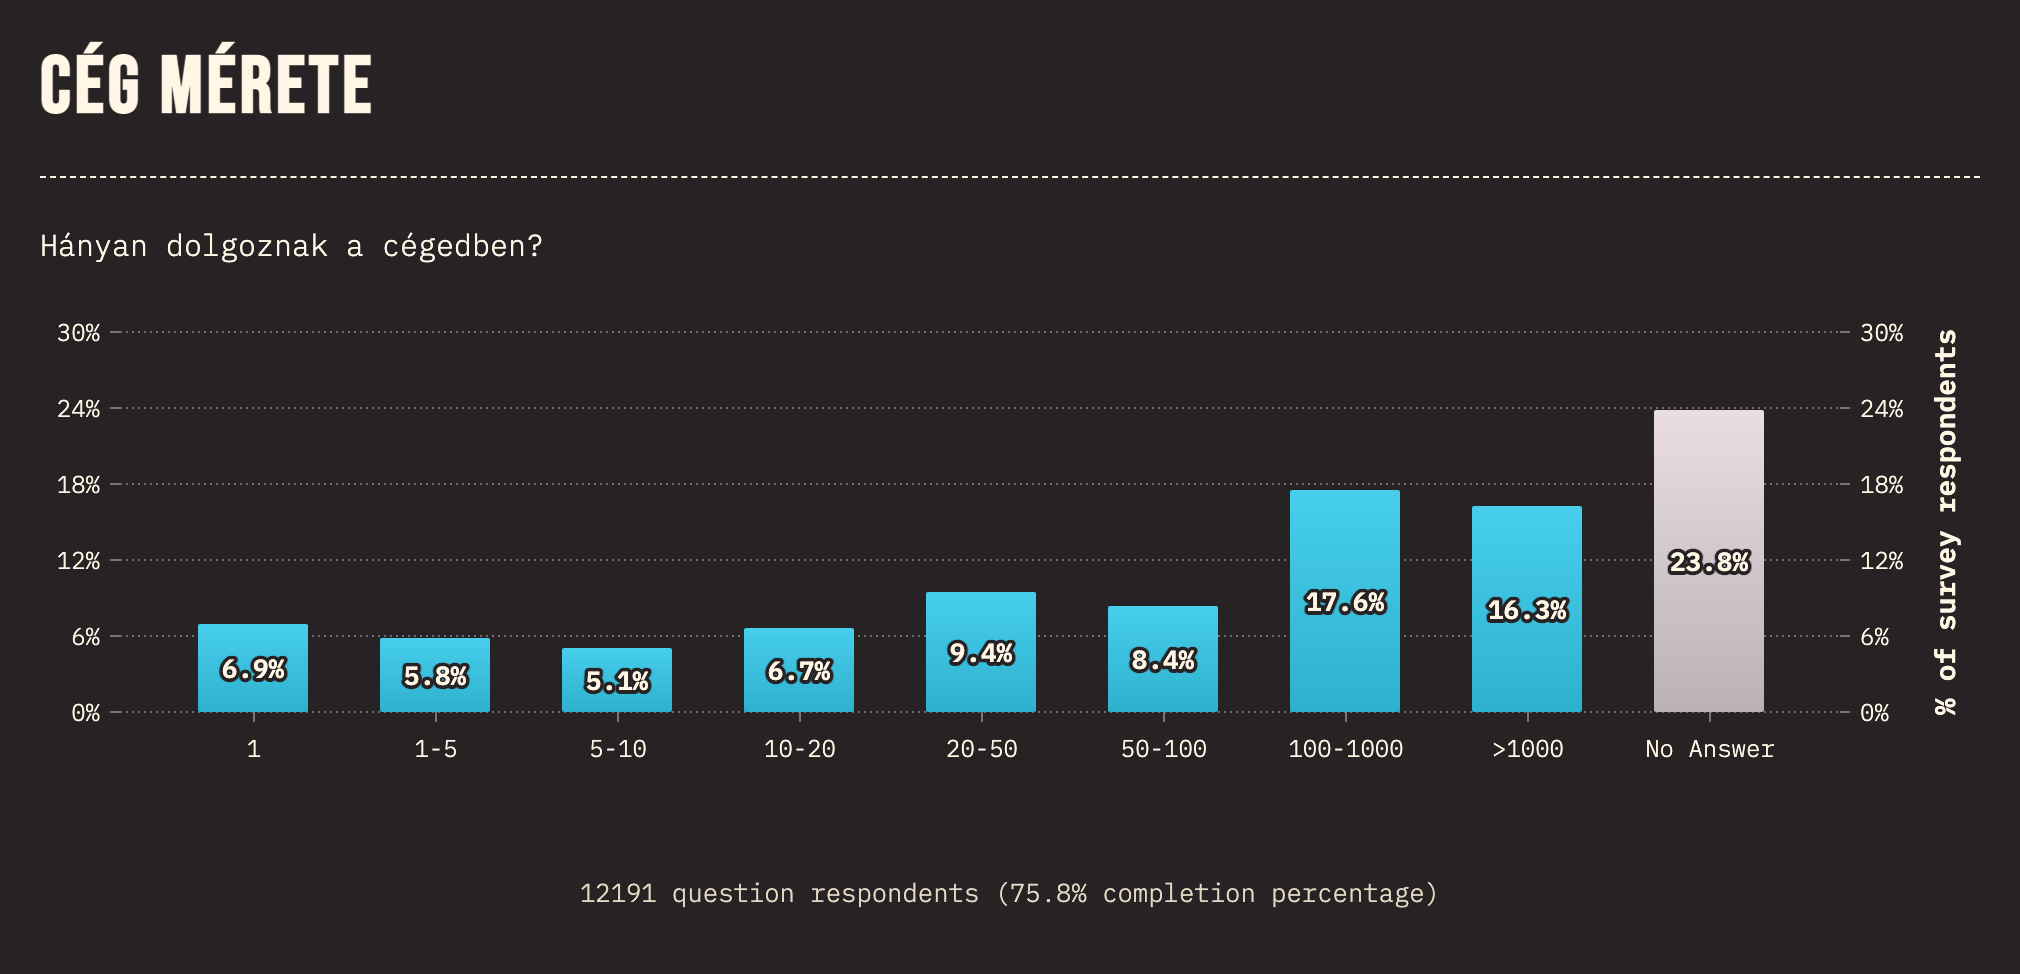 CÉG MÉRETE
Hányan dolgoznak a cégedben?
30% 30%
24% 24%
18% 18%
12% 12%
6% 6%
0% 0%
% of survey respondents
6.9% 5.8% 5.1% 6.7% 9.4% 8.4% 17.6% 16.3% 23.8%
1 1-5 5-10 10-20 20-50 50-100 100-1000 >1000 No Answer
12191 question respondents (75.8% completion percentage)